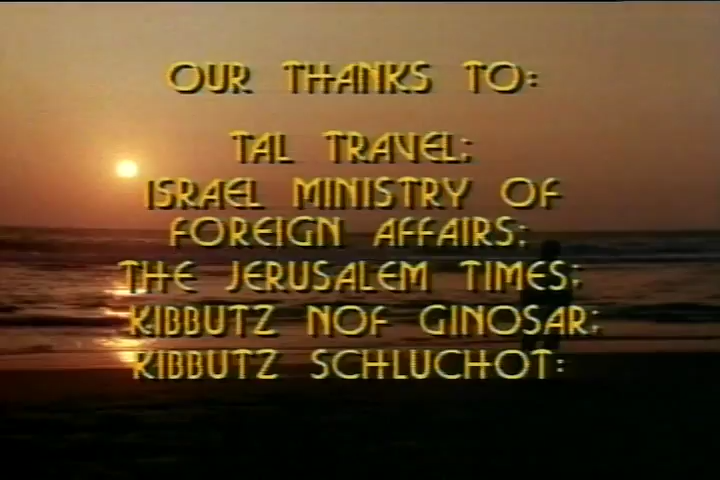 OUR THANKS TO:
TAL TRAVEL;
ISRAEL MINISTRY OF
FOREIGN AFFAIRS;
THE JERUSALEM TIMES;
KIBBUTZ NOF GINOSAR;
KIBBUTZ SCHLUCHOT: